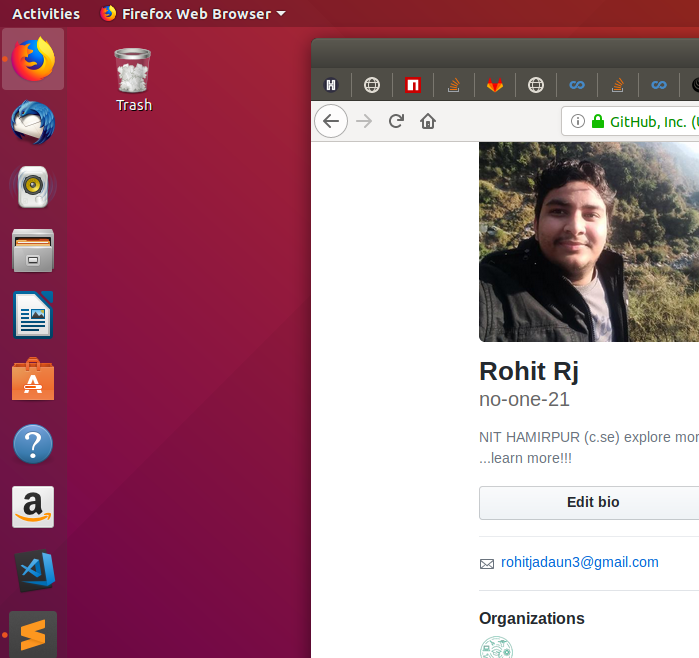 Activities
Firefox Web Browser
Trash
GitHub, Inc. (
Rohit Rj
no-one-21
NIT HAMIRPUR (c.se) explore mor
...learn more!!!
Edit bio
rohitjadaun3@gmail.com
Organizations